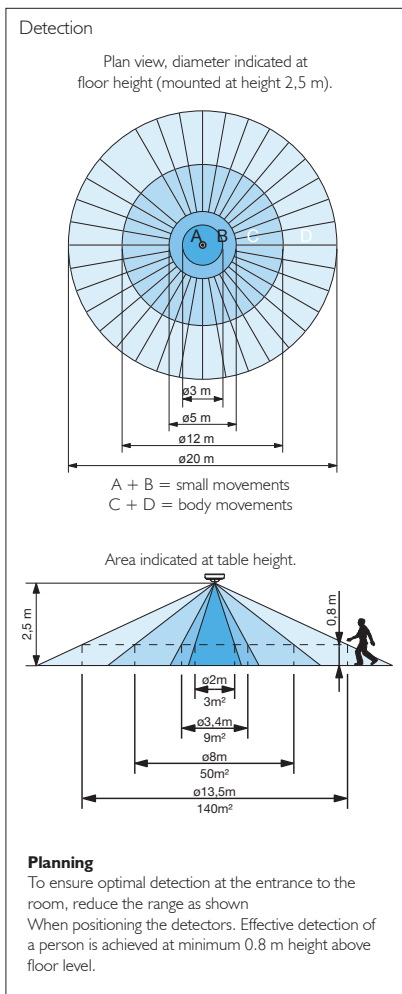 Detection
Plan view, diameter indicated at
floor height (mounted at height 2,5 m).
A B C D
ø3 m
ø5 m
ø12 m
ø20 m
A + B = small movements
C + D = body movements
Area indicated at table height.
2,5 m
0,8 m
ø2m
3m²
ø3,4m
9m²
ø8m
50m²
ø13,5m
140m²
Planning
To ensure optimal detection at the entrance to the
room, reduce the range as shown
When positioning the detectors. Effective detection of
a person is achieved at minimum 0.8 m height above
floor level.